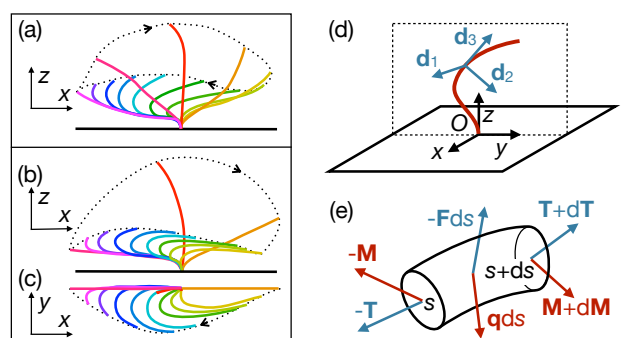 (a)
z
x
(b)
z
x
(c)
y
x
(d)
d₃
d₁
d₂
O
z
x
y
(e)
-Fds
T+dT
-M
s
s+ds
-T
qds
M+dM